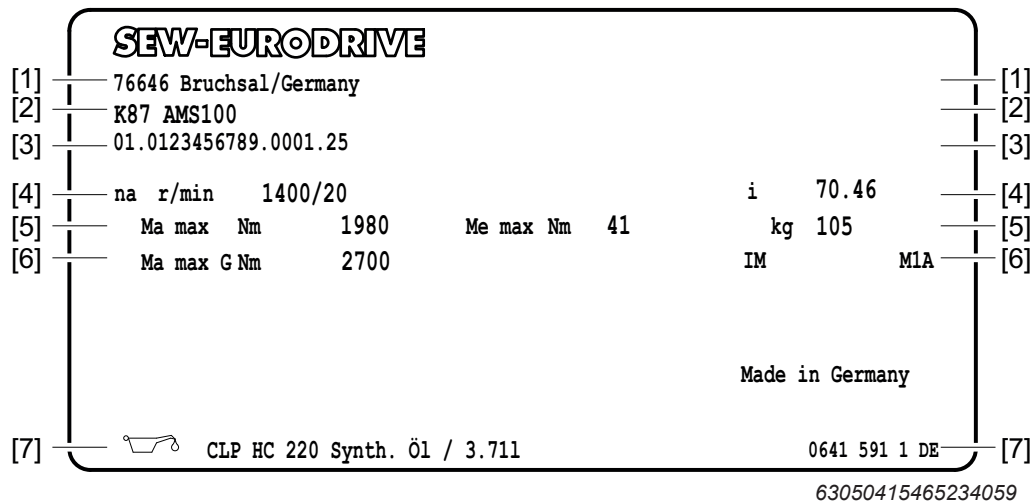 SEW-EURODRIVE
[1] 76646 Bruchsal/Germany [1]
[2] K87 AMS100 [2]
[3] 01.0123456789.0001.25 [3]
[4] na r/min 1400/20 i 70.46 [4]
[5] Ma max Nm 1980 Me max Nm 41 kg 105 [5]
[6] Ma max G Nm 2700 IM M1A [6]
Made in Germany
[7] CLP HC 220 Synth. Öl / 3.71l 0641 591 1 DE [7]
63050415465234059